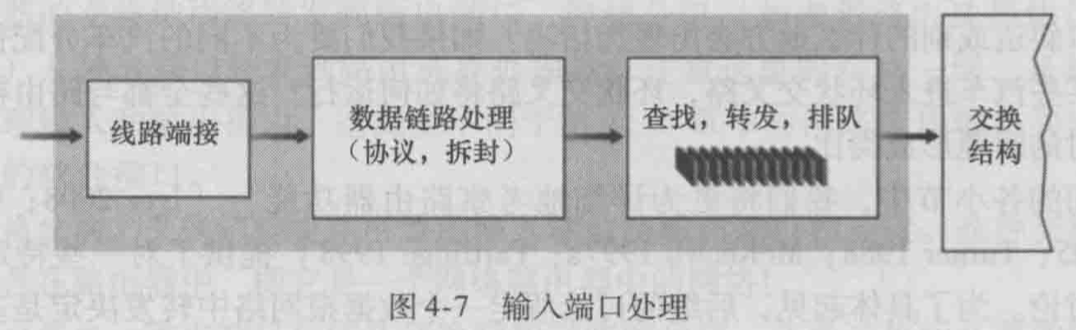 线路端接
数据链路处理
（协议，拆封）
查找，转发，排队
交换
结构
图 4-7 输入端口处理